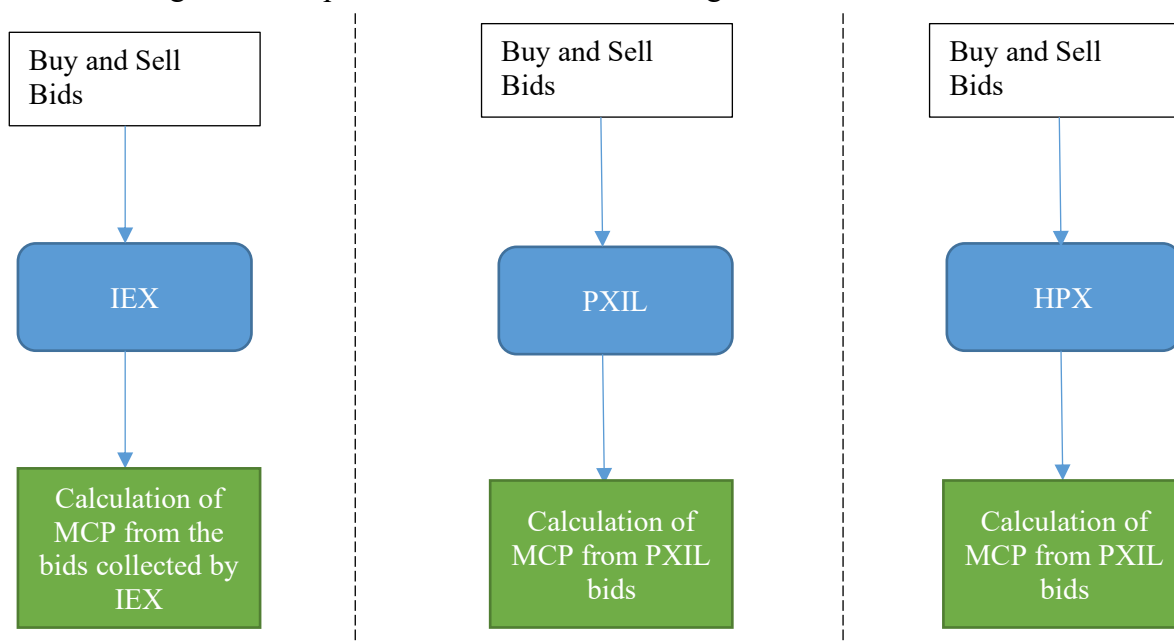 Buy and Sell
Bids
IEX
Calculation of
MCP from the
bids collected by
IEX
Buy and Sell
Bids
PXIL
Calculation of
MCP from PXIL
bids
Buy and Sell
Bids
HPX
Calculation of
MCP from PXIL
bids